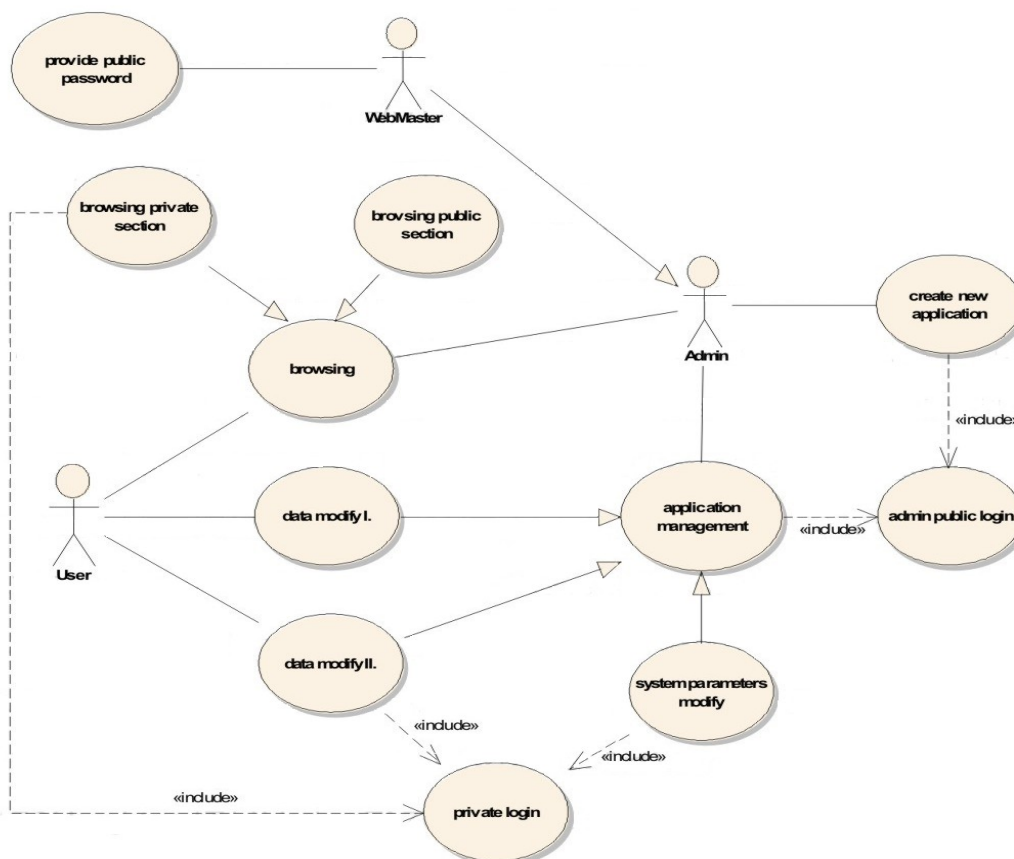 provide public
password
WebMaster
browsing private
section
brovsing public
section
create new
application
Admin
browsing
«include»
User
data modify I.
application
management
«include»
admin public login
data modify II.
system parameters
modify
«include»
«include»
«include»
private login